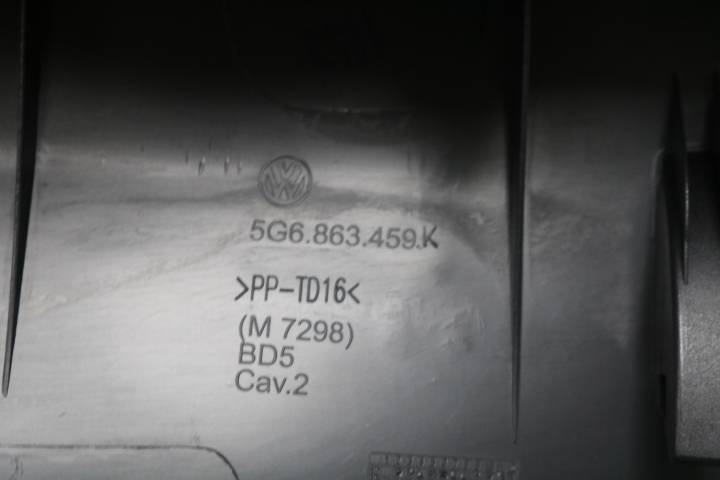 5G6.863.459.K
>PP-TD16<
(M 7298)
BD5
Cav.2